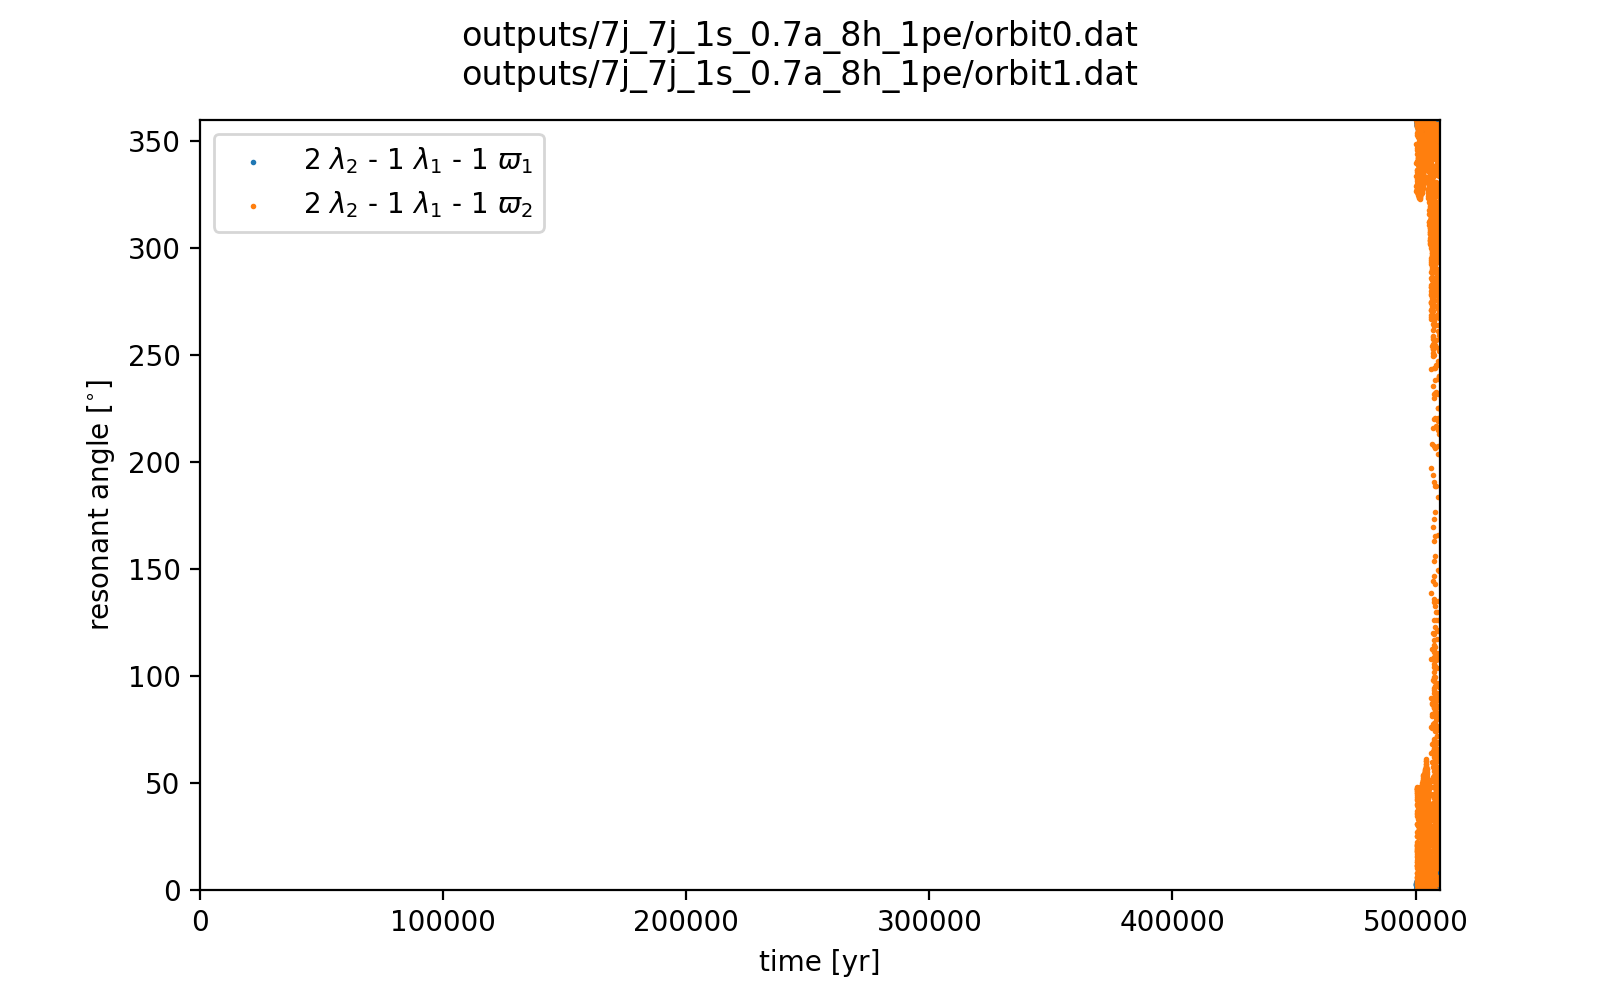 outputs/7j_7j_1s_0.7a_8h_1pe/orbit0.dat
outputs/7j_7j_1s_0.7a_8h_1pe/orbit1.dat
2 λ₂ - 1 λ₁ - 1 ϖ₁
2 λ₂ - 1 λ₁ - 1 ϖ₂
resonant angle [°]
350
300
250
200
150
100
50
0
0 100000 200000 300000 400000 500000
time [yr]